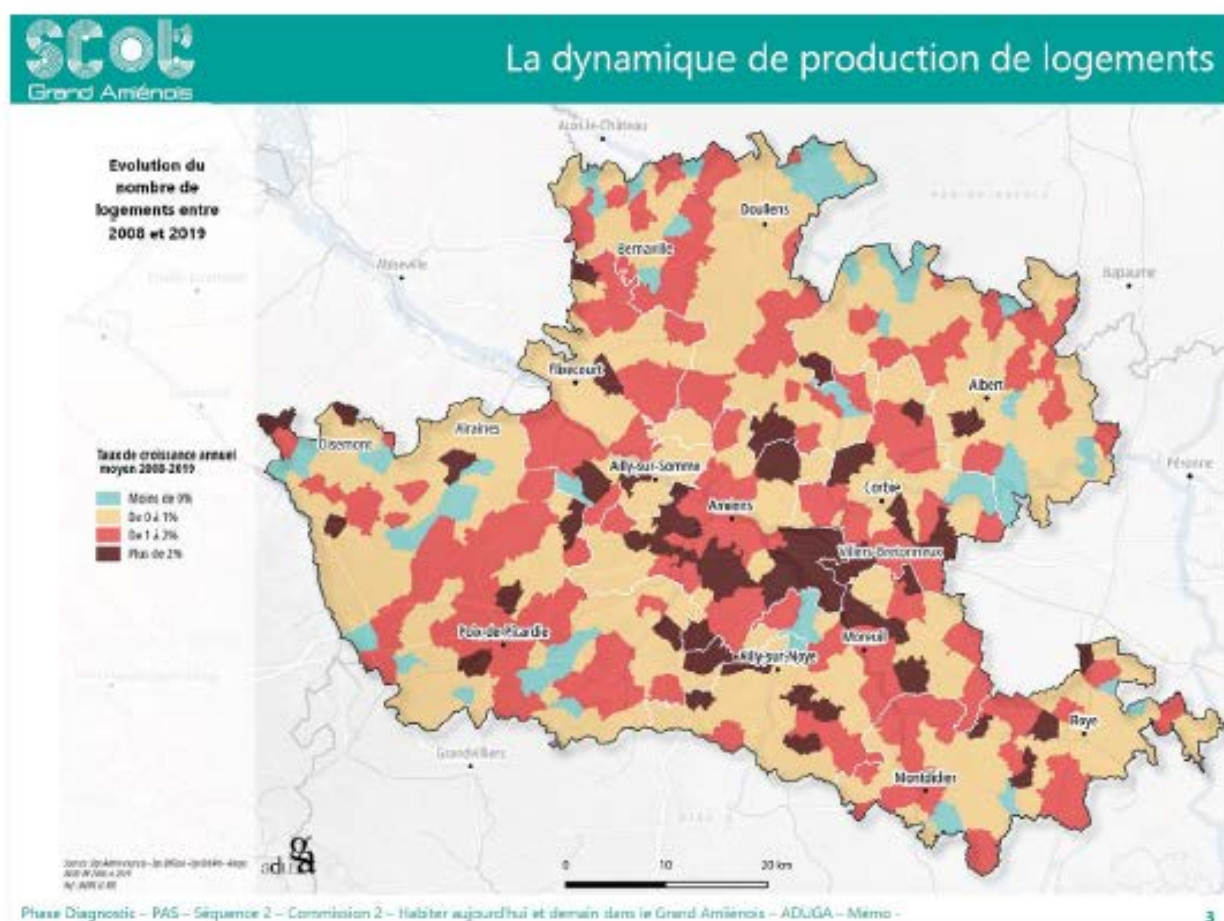 scot
Grand Amiénois
La dynamique de production de logements
Evolution du
nombre de
logements entre
2008 et 2019
Auxi-le-Château
Doullens
Bernaville
Abbeville
Bapaume
Flixecourt
Albert
Oisemont
Airaines
Taux de croissance annuel
moyen 2008-2019
Moins de 0%
De 0 à 1%
De 1 à 2%
Plus de 2%
Ailly-sur-Somme
Péronne
Corbie
Amiens
Villers-Bretonneux
Poix-de-Picardie
Moreuil
Ailly-sur-Noye
Roye
Grandvilliers
Montdidier
aduga
0 10 20 km
Phase Diagnostic – PAS – Séquence 2 – Commission 2 – Habiter aujourd'hui et demain dans le Grand Amiénois – ADUGA – Mémo -
3